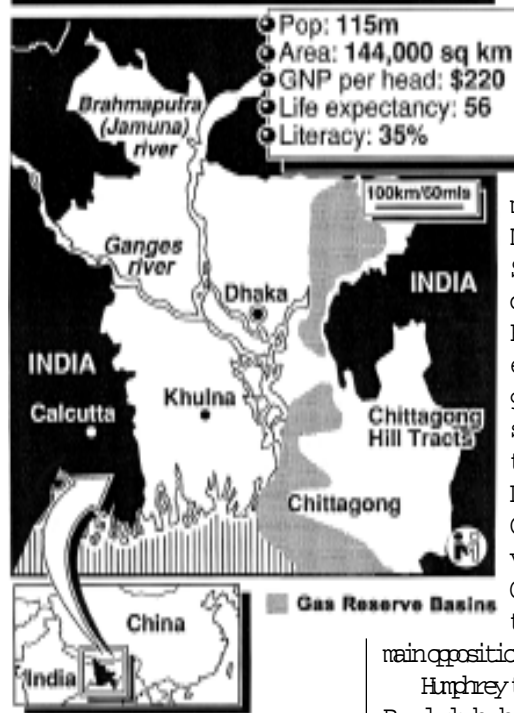 Pop: 115m
Area: 144,000 sq km
GNP per head: $220
Life expectancy: 56
Literacy: 35%
Brahmaputra
(Jamuna)
river
100km/60mls
Ganges
river
INDIA
Dhaka
INDIA
Khulna
Calcutta
Chittagong
Hill Tracts
Chittagong
Gas Reserve Basins
China
India
main oppositio
Humphrey t